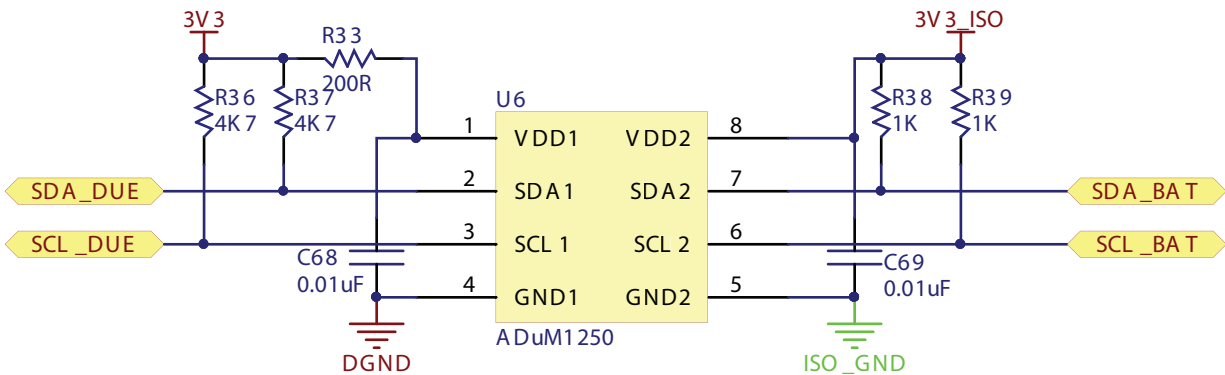 3V3
R33
200R
3V3_ISO
R36
4K7
R37
4K7
R38
1K
R39
1K
U6
1
VDD1
VDD2
8
SDA_DUE
2
SDA1
SDA2
7
SDA_BAT
SCL_DUE
3
SCL1
SCL2
6
SCL_BAT
C68
0.01uF
C69
0.01uF
4
GND1
GND2
5
ADuM1250
DGND
ISO_GND